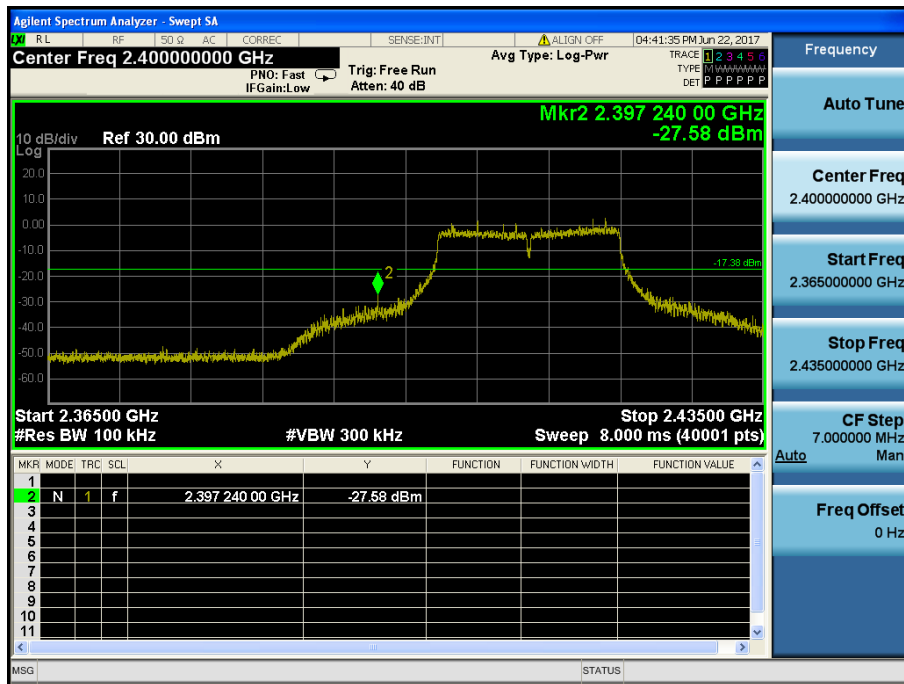 Agilent Spectrum Analyzer - Swept SA
LXI RL RF 50 Ω AC CORREC SENSE:INT ALIGN OFF 04:41:35 PM Jun 22, 2017
Center Freq 2.400000000 GHz
PNO: Fast
IFGain:Low
Trig: Free Run
Atten: 40 dB
Avg Type: Log-Pwr
TRACE 1 2 3 4 5 6
TYPE MWWWWW
DET P P P P P P
Mkr2 2.397 240 00 GHz
-27.58 dBm
10 dB/div Ref 30.00 dBm
Log
20.0
10.0
0.00
-10.0
-20.0
-30.0
-40.0
-50.0
-60.0
2
-17.38 dBm
Start 2.36500 GHz Stop 2.43500 GHz
#Res BW 100 kHz #VBW 300 kHz Sweep 8.000 ms (40001 pts)
MKR MODE TRC SCL X Y FUNCTION FUNCTION WIDTH FUNCTION VALUE
1
2 N 1 f 2.397 240 00 GHz -27.58 dBm
3
4
5
6
7
8
9
10
11
MSG STATUS
Frequency
Auto Tune
Center Freq
2.400000000 GHz
Start Freq
2.365000000 GHz
Stop Freq
2.435000000 GHz
CF Step
7.000000 MHz
Auto Man
Freq Offset
0 Hz